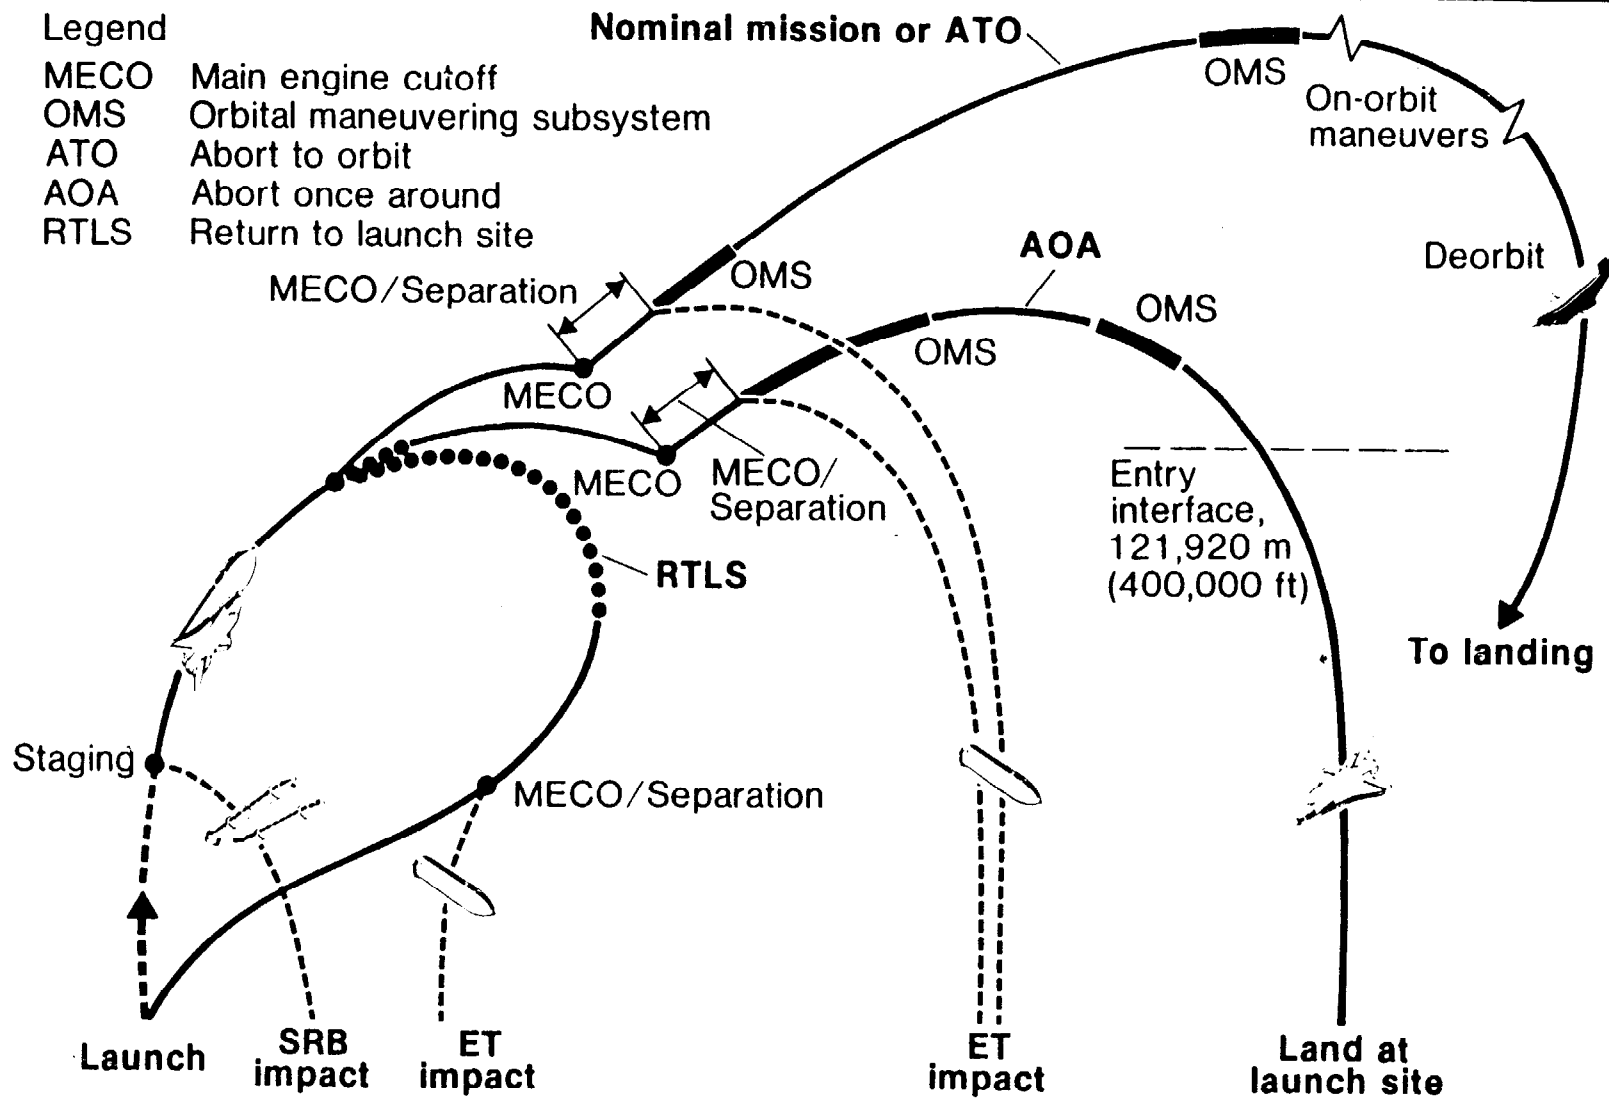 Legend
MECO Main engine cutoff
OMS Orbital maneuvering subsystem
ATO Abort to orbit
AOA Abort once around
RTLS Return to launch site
Nominal mission or ATO
OMS
On-orbit
maneuvers
Deorbit
To landing
MECO/Separation
OMS
MECO
AOA
OMS
OMS
MECO
MECO/
Separation
Entry
interface,
121,920 m
(400,000 ft)
RTLS
Staging
MECO/Separation
Launch
SRB
impact
ET
impact
ET
impact
Land at
launch site